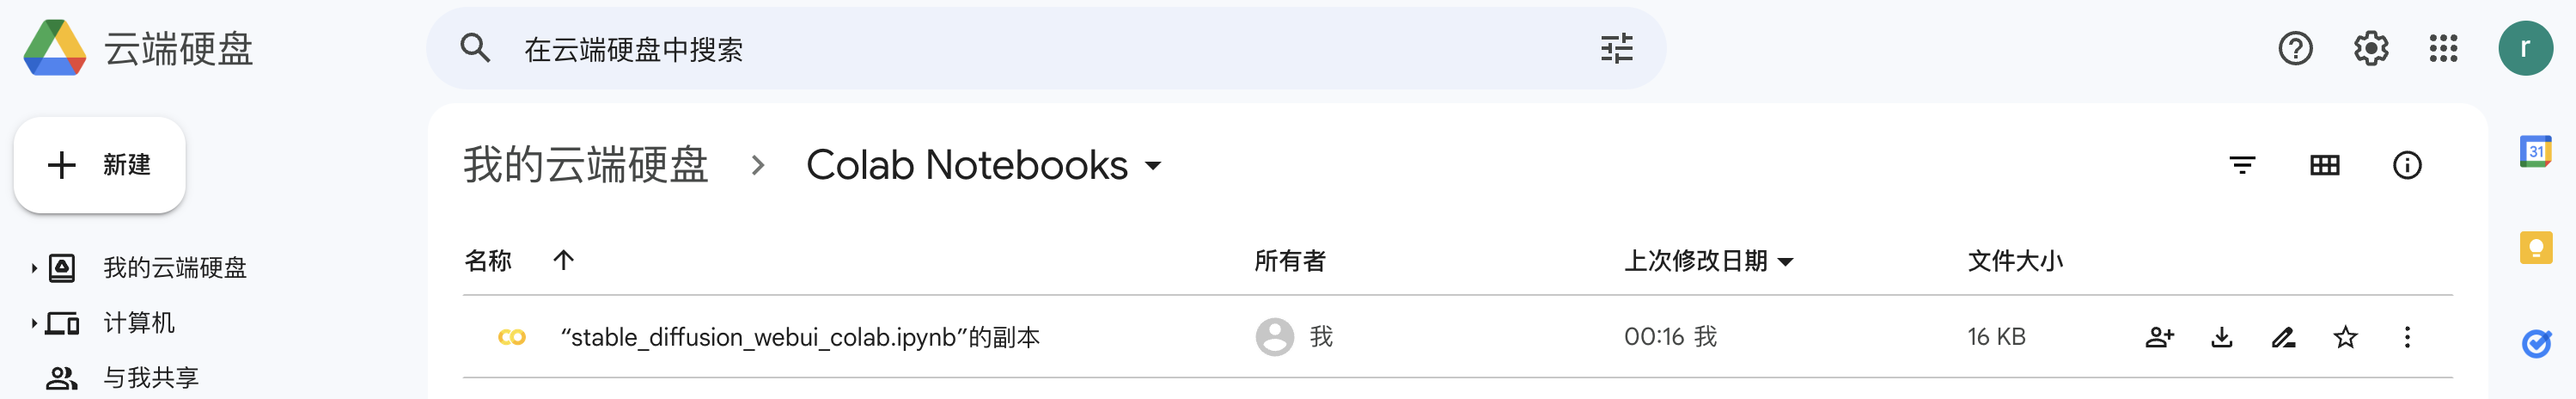 云端硬盘
在云端硬盘中搜索
r
新建
我的云端硬盘 > Colab Notebooks
31
名称 所有者 上次修改日期 文件大小
“stable_diffusion_webui_colab.ipynb”的副本 我 00:16 我 16 KB
我的云端硬盘
计算机
与我共享